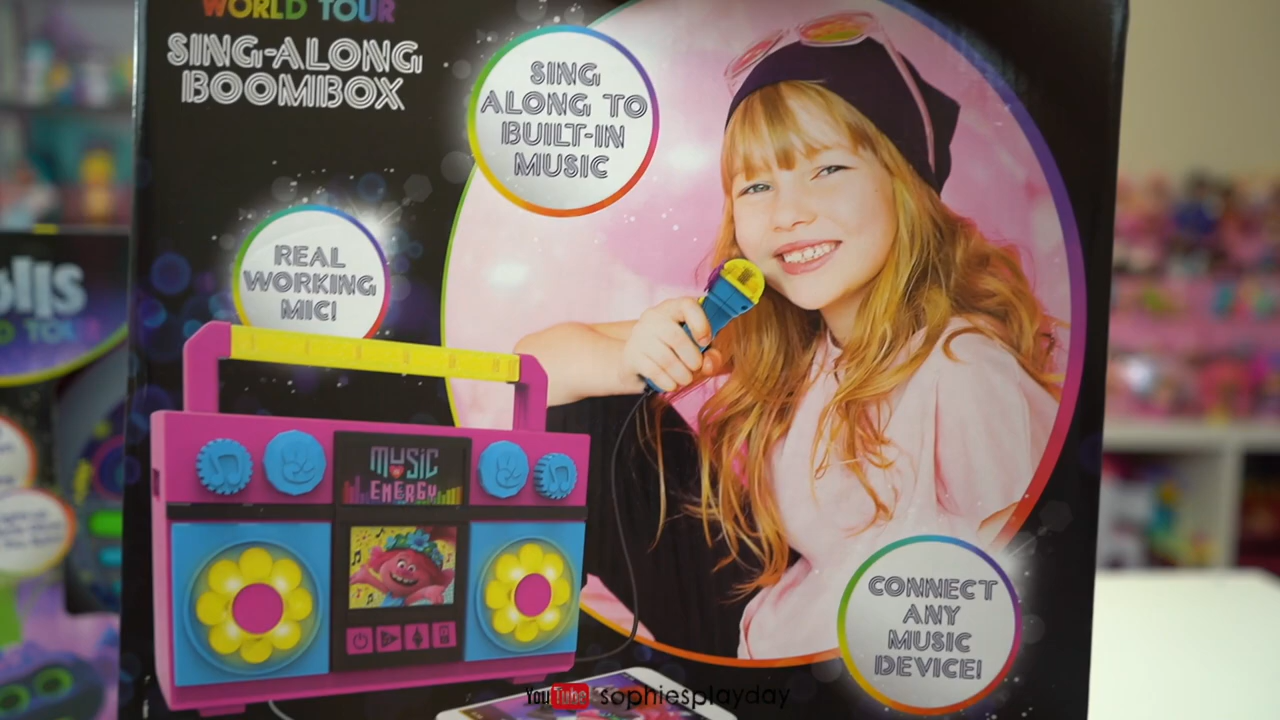 WORLD TOUR
SING-ALONG
BOOMBOX
SING
ALONG TO
BUILT-IN
MUSIC
REAL
WORKING
MIC!
MUSIC
ENERGY
CONNECT
ANY
MUSIC
DEVICE!
YouTube sophiesplayday